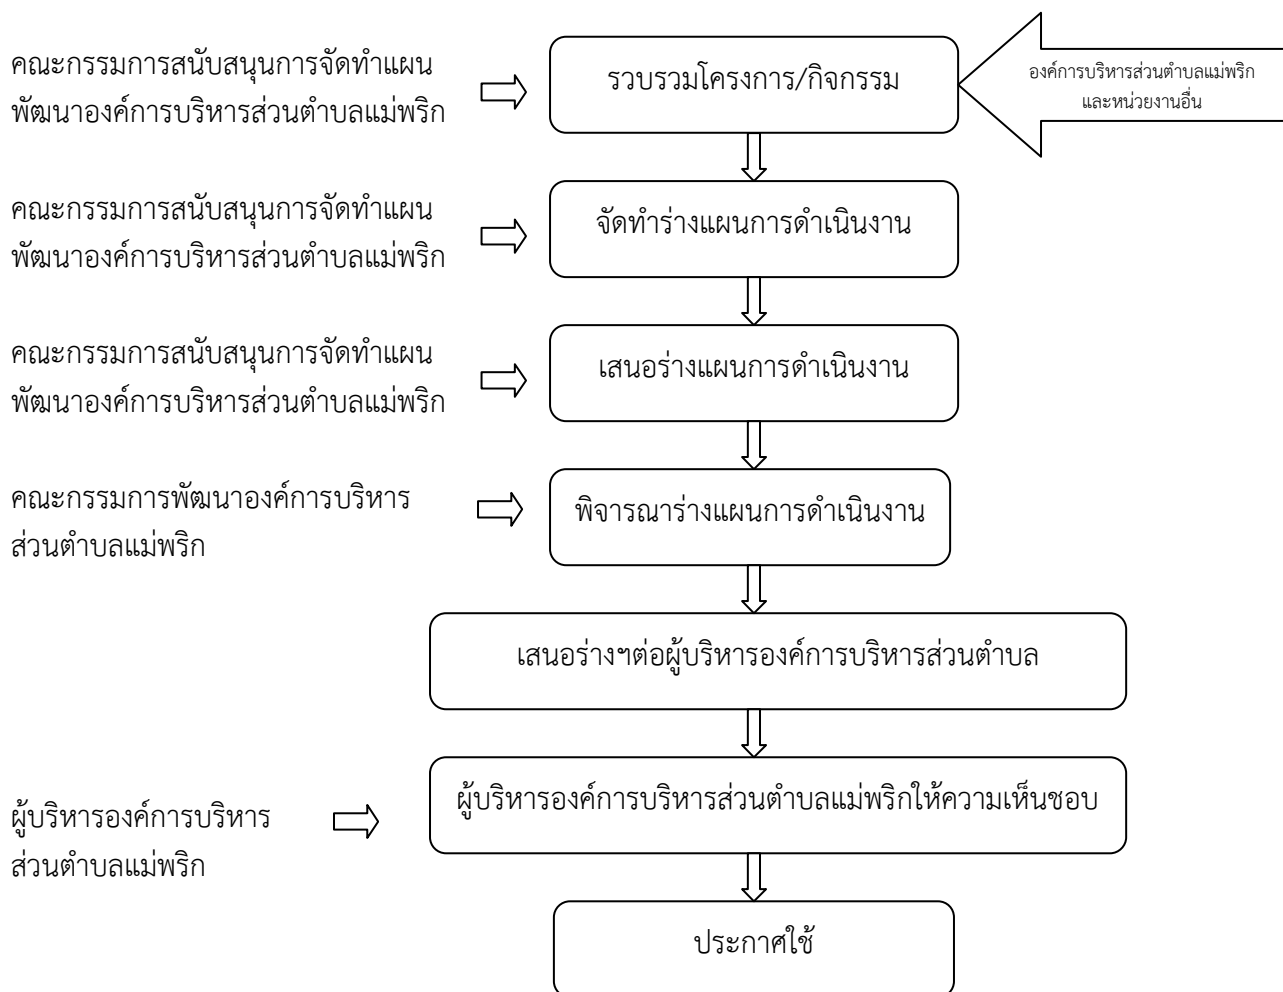 คณะกรรมการสนับสนุนการจัดทำแผน
พัฒนาองค์การบริหารส่วนตำบลแม่พริก
รวบรวมโครงการ/กิจกรรม
องค์การบริหารส่วนตำบลแม่พริก
และหน่วยงานอื่น
คณะกรรมการสนับสนุนการจัดทำแผน
พัฒนาองค์การบริหารส่วนตำบลแม่พริก
จัดทำร่างแผนการดำเนินงาน
คณะกรรมการสนับสนุนการจัดทำแผน
พัฒนาองค์การบริหารส่วนตำบลแม่พริก
เสนอร่างแผนการดำเนินงาน
คณะกรรมการพัฒนาองค์การบริหาร
ส่วนตำบลแม่พริก
พิจารณาร่างแผนการดำเนินงาน
เสนอร่างฯต่อผู้บริหารองค์การบริหารส่วนตำบล
ผู้บริหารองค์การบริหาร
ส่วนตำบลแม่พริก
ผู้บริหารองค์การบริหารส่วนตำบลแม่พริกให้ความเห็นชอบ
ประกาศใช้